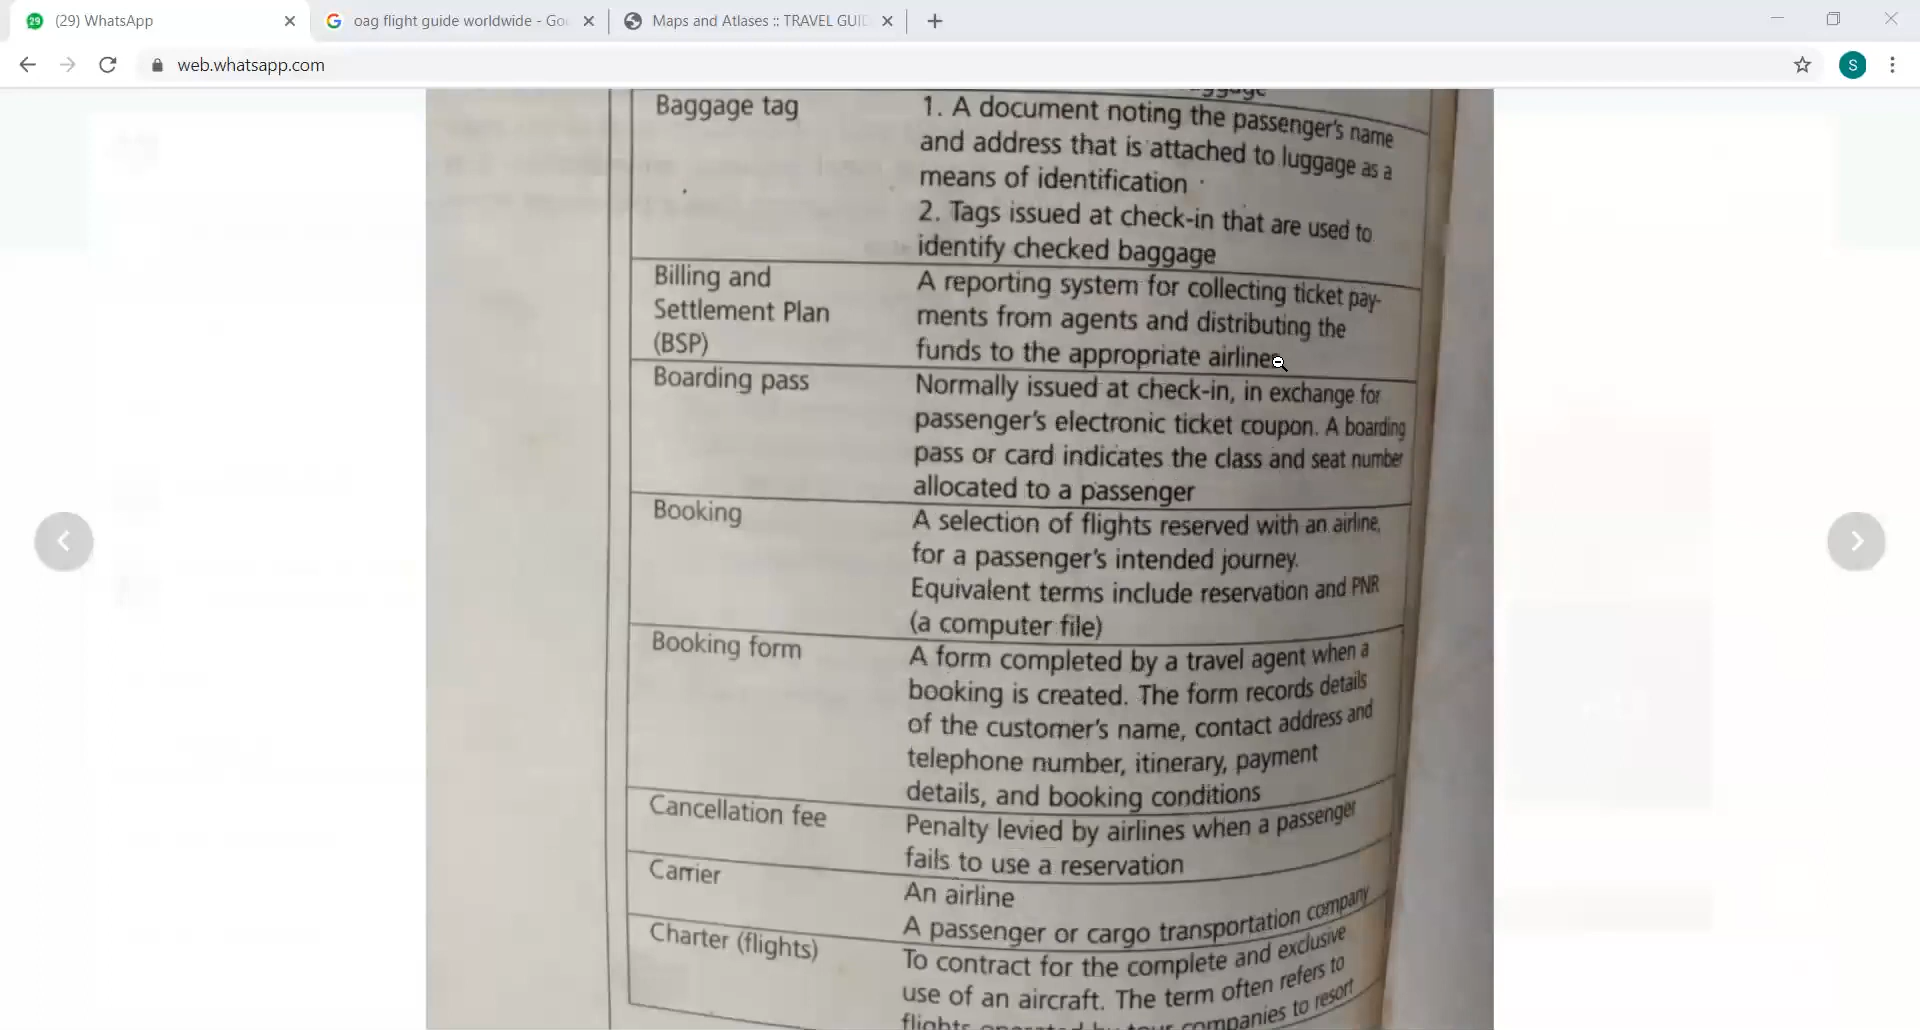 (29) WhatsApp
oag flight guide worldwide - Go
Maps and Atlases :: TRAVEL GUID
web.whatsapp.com
S
Baggage tag
1. A document noting the passenger's name
and address that is attached to luggage as a
means of identification
2. Tags issued at check-in that are used to
identify checked baggage
Billing and
Settlement Plan
(BSP)
A reporting system for collecting ticket pay-
ments from agents and distributing the
funds to the appropriate airlines
Boarding pass
Normally issued at check-in, in exchange for
passenger's electronic ticket coupon. A boarding
pass or card indicates the class and seat number
allocated to a passenger
Booking
A selection of flights reserved with an airline,
for a passenger's intended journey.
Equivalent terms include reservation and PNR
(a computer file)
Booking form
A form completed by a travel agent when a
booking is created. The form records details
of the customer's name, contact address and
telephone number, itinerary, payment
details, and booking conditions
Cancellation fee
Penalty levied by airlines when a passenger
fails to use a reservation
Carrier
An airline
A passenger or cargo transportation company
Charter (flights)
To contract for the complete and exclusive
use of an aircraft. The term often refers to
flights operated by tour companies to resort